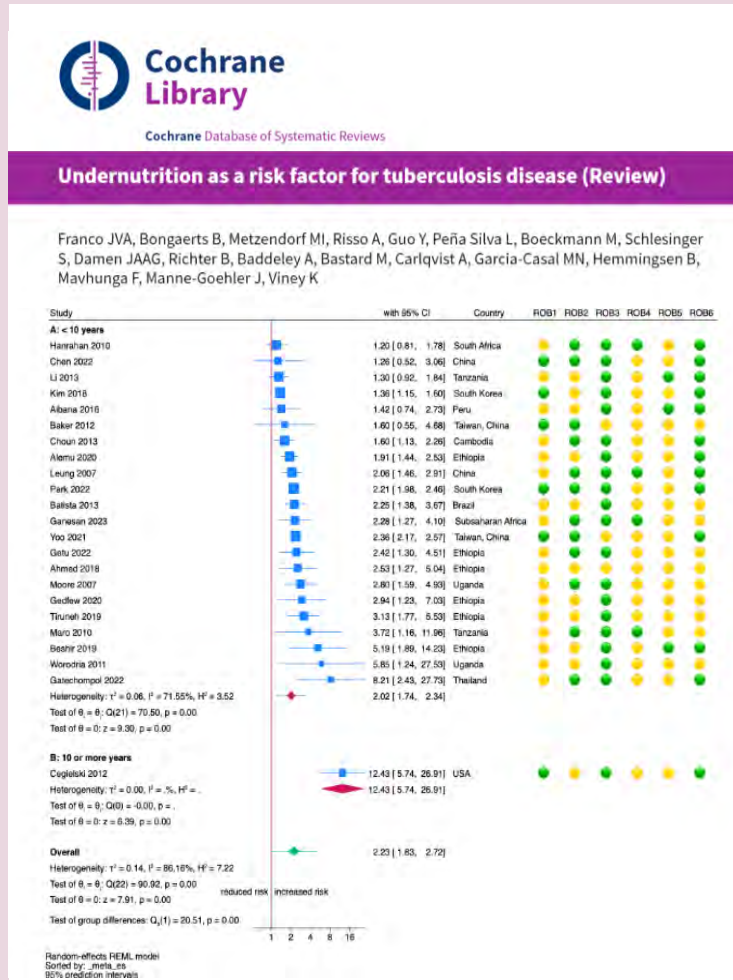 Cochrane
Library
Cochrane Database of Systematic Reviews
Undernutrition as a risk factor for tuberculosis disease (Review)
Franco JVA, Bongaerts B, Metzendorf MI, Risso A, Guo Y, Peña Silva L, Boeckmann M, Schlesinger
S, Damen JAAG, Richter B, Baddeley A, Bastard M, Carlqvist A, Garcia-Casal MN, Hemmingsen B,
Mavhunga F, Manne-Goehler J, Viney K
Study with 95% CI Country ROB1 ROB2 ROB3 ROB4 ROB5 ROB6
A: < 10 years
Hanrahan 2010 1.20 [ 0.81, 1.78] South Africa
Chen 2022 1.26 [ 0.52, 3.06] China
Li 2013 1.30 [ 0.92, 1.84] Tanzania
Kim 2018 1.36 [ 1.15, 1.60] South Korea
Aibana 2016 1.42 [ 0.74, 2.73] Peru
Baker 2012 1.60 [ 0.55, 4.68] Taiwan, China
Choun 2013 1.60 [ 1.13, 2.26] Cambodia
Alemu 2020 1.91 [ 1.44, 2.53] Ethiopia
Leung 2007 2.06 [ 1.46, 2.91] China
Park 2022 2.21 [ 1.98, 2.46] South Korea
Batista 2013 2.25 [ 1.38, 3.67] Brazil
Ganesan 2023 2.28 [ 1.27, 4.10] Subsaharan Africa
Yoo 2021 2.36 [ 2.17, 2.57] Taiwan, China
Getu 2022 2.42 [ 1.30, 4.51] Ethiopia
Ahmed 2018 2.53 [ 1.27, 5.04] Ethiopia
Moore 2007 2.80 [ 1.59, 4.93] Uganda
Gedfew 2020 2.94 [ 1.23, 7.03] Ethiopia
Tiruneh 2019 3.13 [ 1.77, 5.53] Ethiopia
Maro 2010 3.72 [ 1.16, 11.96] Tanzania
Beshir 2019 5.19 [ 1.89, 14.23] Ethiopia
Worodria 2011 5.85 [ 1.24, 27.53] Uganda
Gatechompol 2022 8.21 [ 2.43, 27.73] Thailand
Heterogeneity: τ² = 0.06, I² = 71.55%, H² = 3.52 2.02 [ 1.74, 2.34]
Test of θᵢ = θⱼ: Q(21) = 70.50, p = 0.00
Test of θ = 0: z = 9.30, p = 0.00
B: 10 or more years
Cegielski 2012 12.43 [ 5.74, 26.91] USA
Heterogeneity: τ² = 0.00, I² = .%, H² = . 12.43 [ 5.74, 26.91]
Test of θᵢ = θⱼ: Q(0) = -0.00, p = .
Test of θ = 0: z = 6.39, p = 0.00
Overall 2.23 [ 1.83, 2.72]
Heterogeneity: τ² = 0.14, I² = 86.16%, H² = 7.22
Test of θᵢ = θⱼ: Q(22) = 90.92, p = 0.00
reduced risk increased risk
Test of θ = 0: z = 7.91, p = 0.00
Test of group differences: Qb(1) = 20.51, p = 0.00
1 2 4 8 16
Random-effects REML model
Sorted by: _meta_es
95% prediction intervals